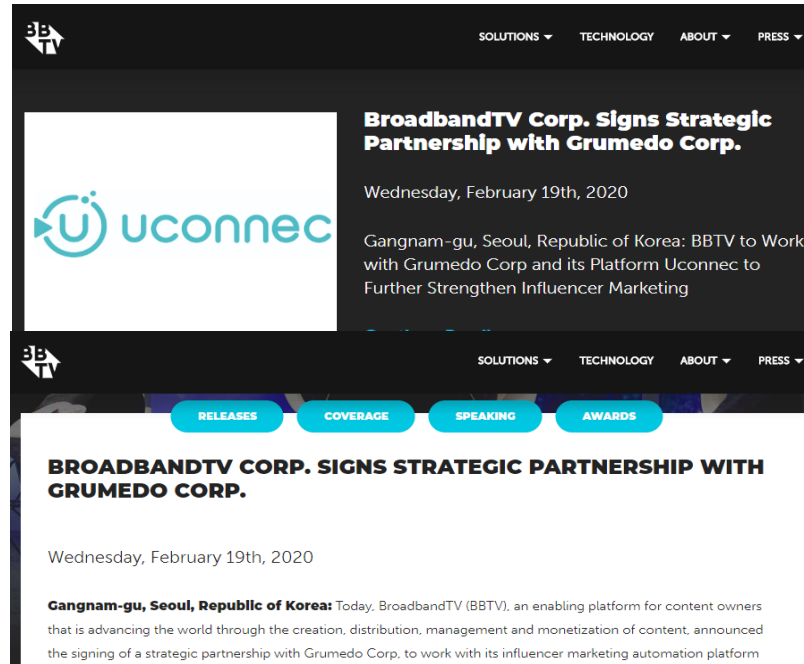 BBTV
SOLUTIONS TECHNOLOGY ABOUT PRESS
BroadbandTV Corp. Signs Strategic
Partnership with Grumedo Corp.
Wednesday, February 19th, 2020
U uconnec
Gangnam-gu, Seoul, Republic of Korea: BBTV to Work
with Grumedo Corp and its Platform Uconnec to
Further Strengthen Influencer Marketing
BBTV
SOLUTIONS TECHNOLOGY ABOUT PRESS
RELEASES COVERAGE SPEAKING AWARDS
BROADBANDTV CORP. SIGNS STRATEGIC PARTNERSHIP WITH
GRUMEDO CORP.
Wednesday, February 19th, 2020
Gangnam-gu, Seoul, Republic of Korea: Today, BroadbandTV (BBTV), an enabling platform for content owners
that is advancing the world through the creation, distribution, management and monetization of content, announced
the signing of a strategic partnership with Grumedo Corp, to work with its influencer marketing automation platform